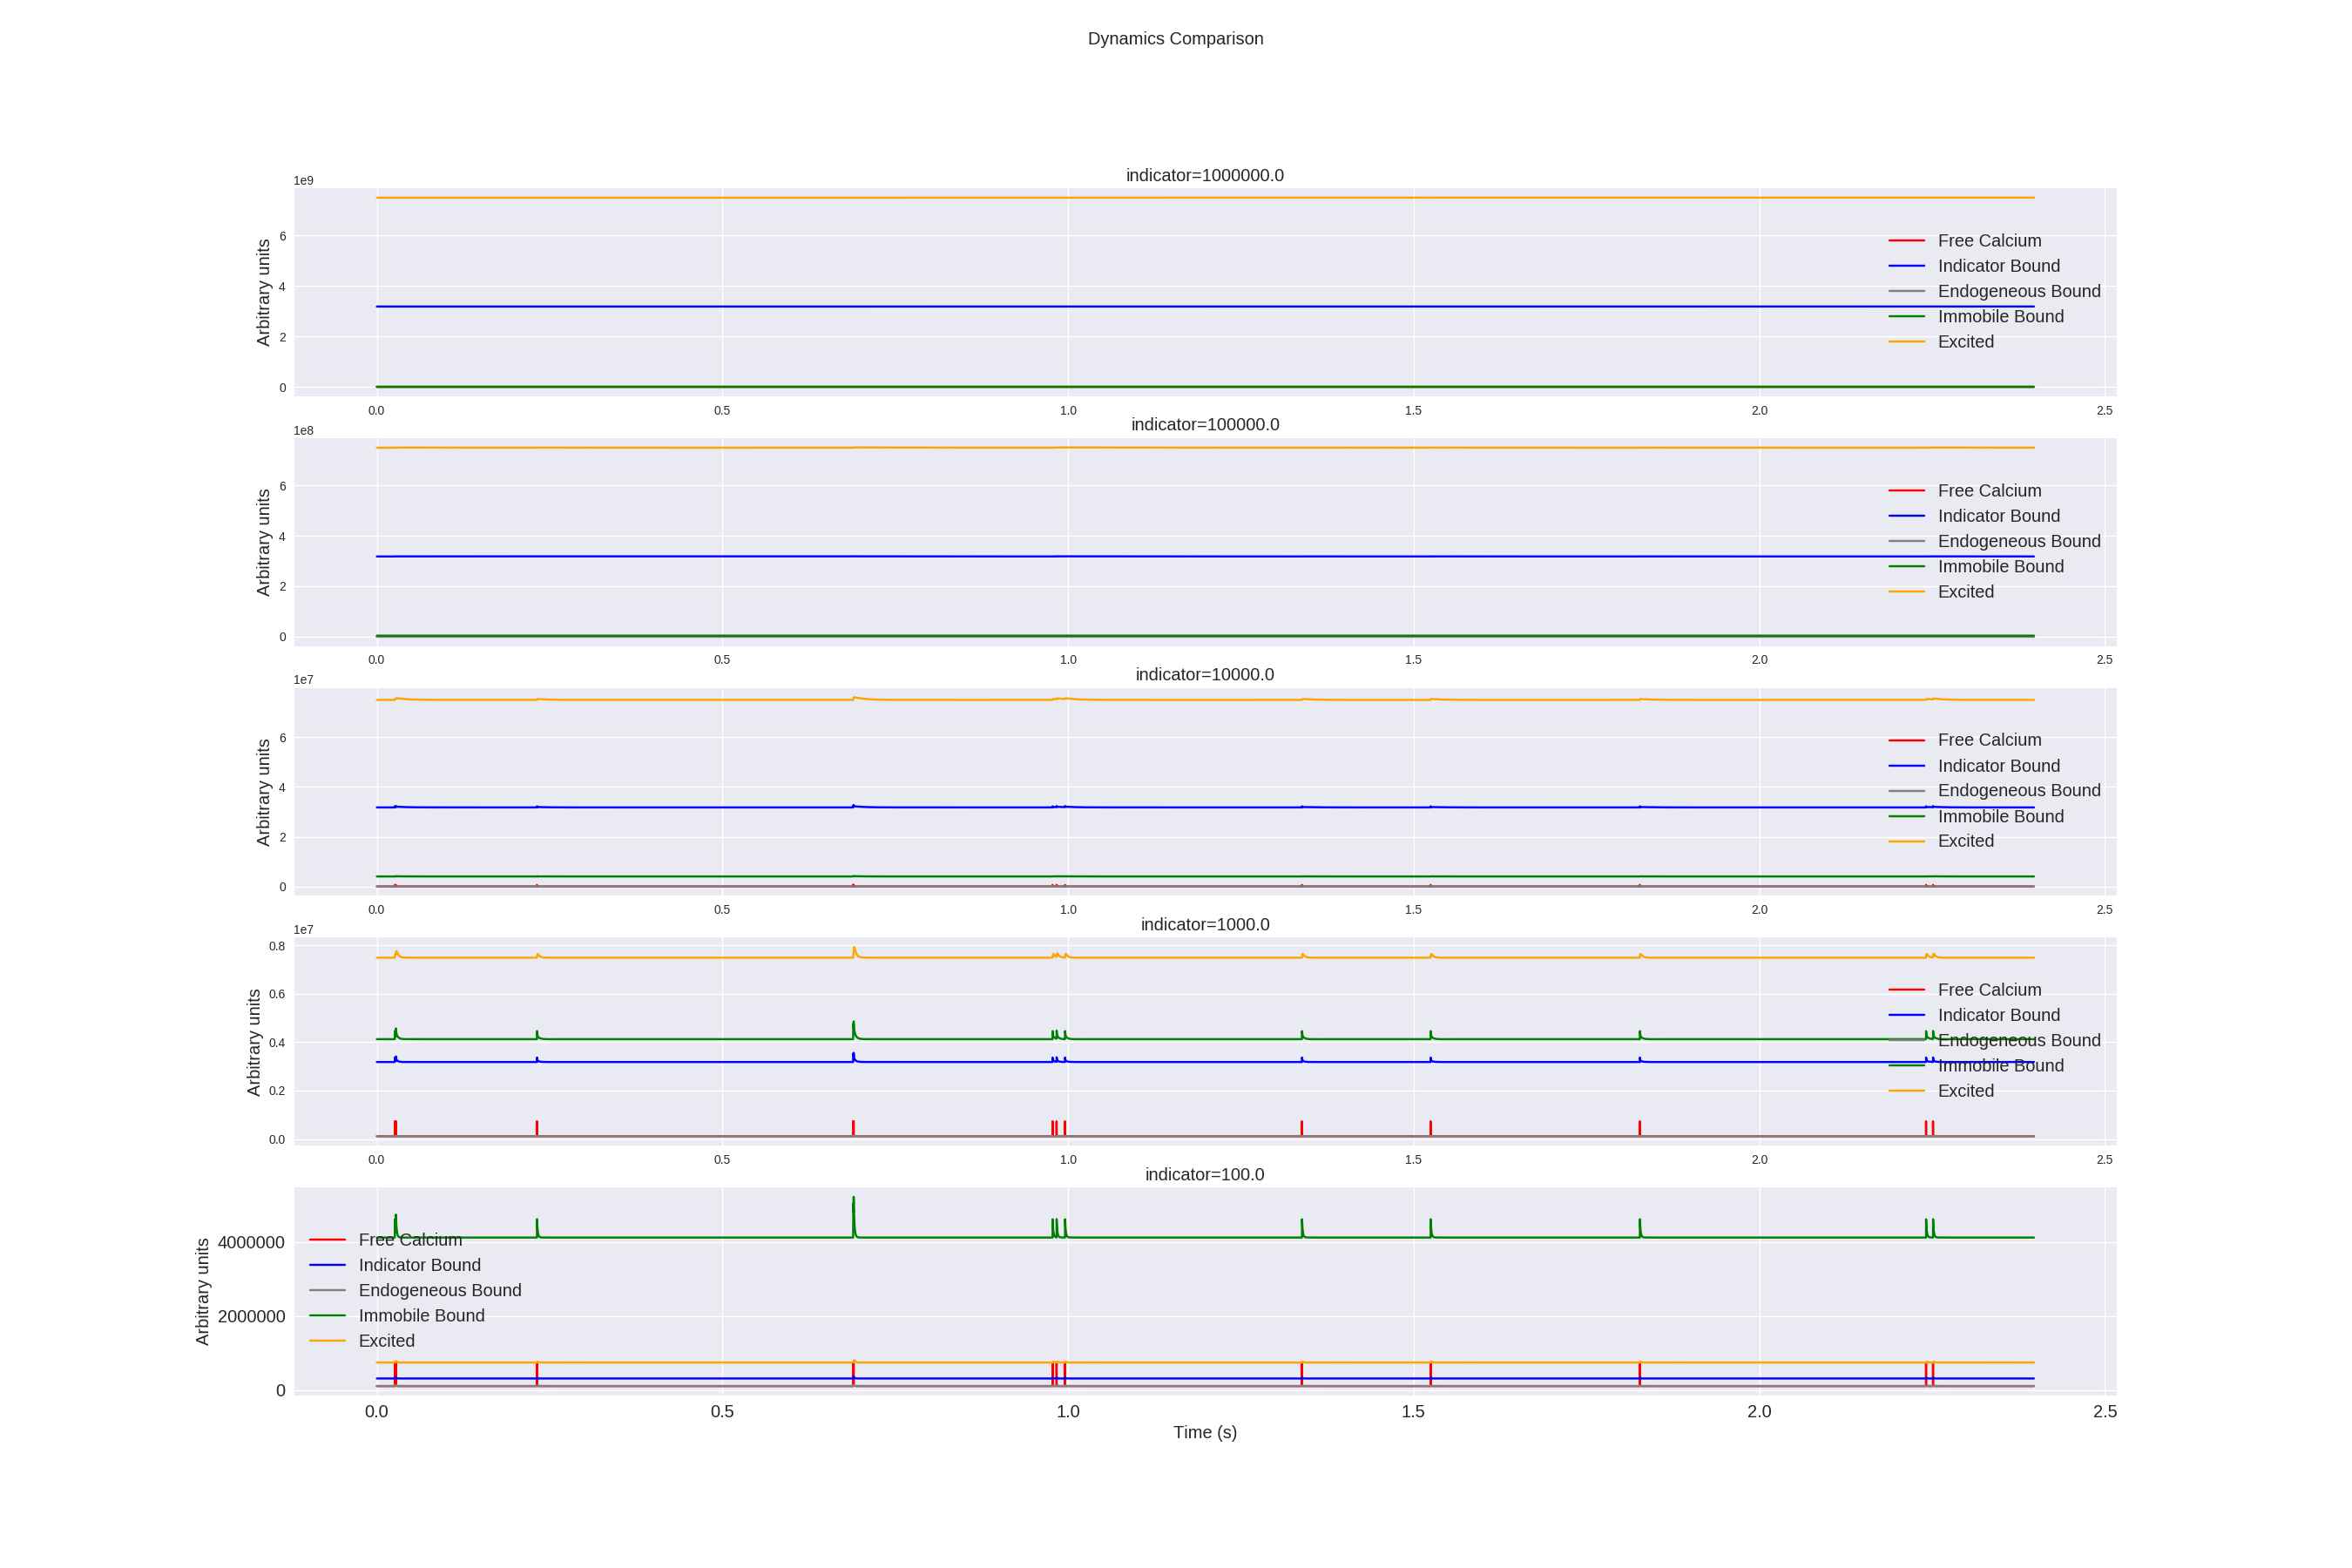 Dynamics Comparison
indicator=1000000.0
1e9
Arbitrary units
6
4
2
0
Free Calcium
Indicator Bound
Endogeneous Bound
Immobile Bound
Excited
0.0 0.5 1.0 1.5 2.0 2.5
indicator=100000.0
1e8
Arbitrary units
6
4
2
0
Free Calcium
Indicator Bound
Endogeneous Bound
Immobile Bound
Excited
0.0 0.5 1.0 1.5 2.0 2.5
indicator=10000.0
1e7
Arbitrary units
6
4
2
0
Free Calcium
Indicator Bound
Endogeneous Bound
Immobile Bound
Excited
0.0 0.5 1.0 1.5 2.0 2.5
indicator=1000.0
1e7
Arbitrary units
0.8
0.6
0.4
0.2
0.0
Free Calcium
Indicator Bound
Endogeneous Bound
Immobile Bound
Excited
0.0 0.5 1.0 1.5 2.0 2.5
indicator=100.0
Arbitrary units
4000000
2000000
0
Free Calcium
Indicator Bound
Endogeneous Bound
Immobile Bound
Excited
0.0 0.5 1.0 1.5 2.0 2.5
Time (s)